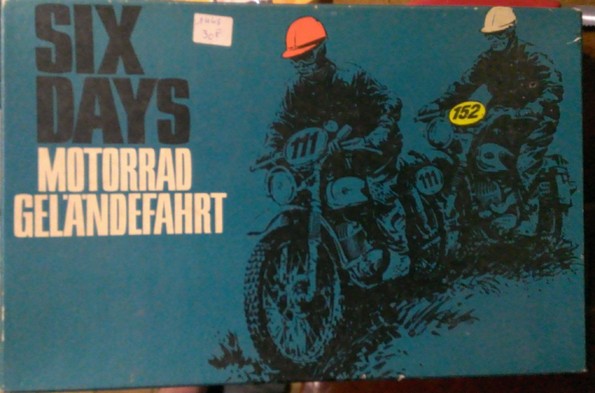 SIX
DAYS
MOTORRAD
GELÄNDEFAHRT
111
111
152